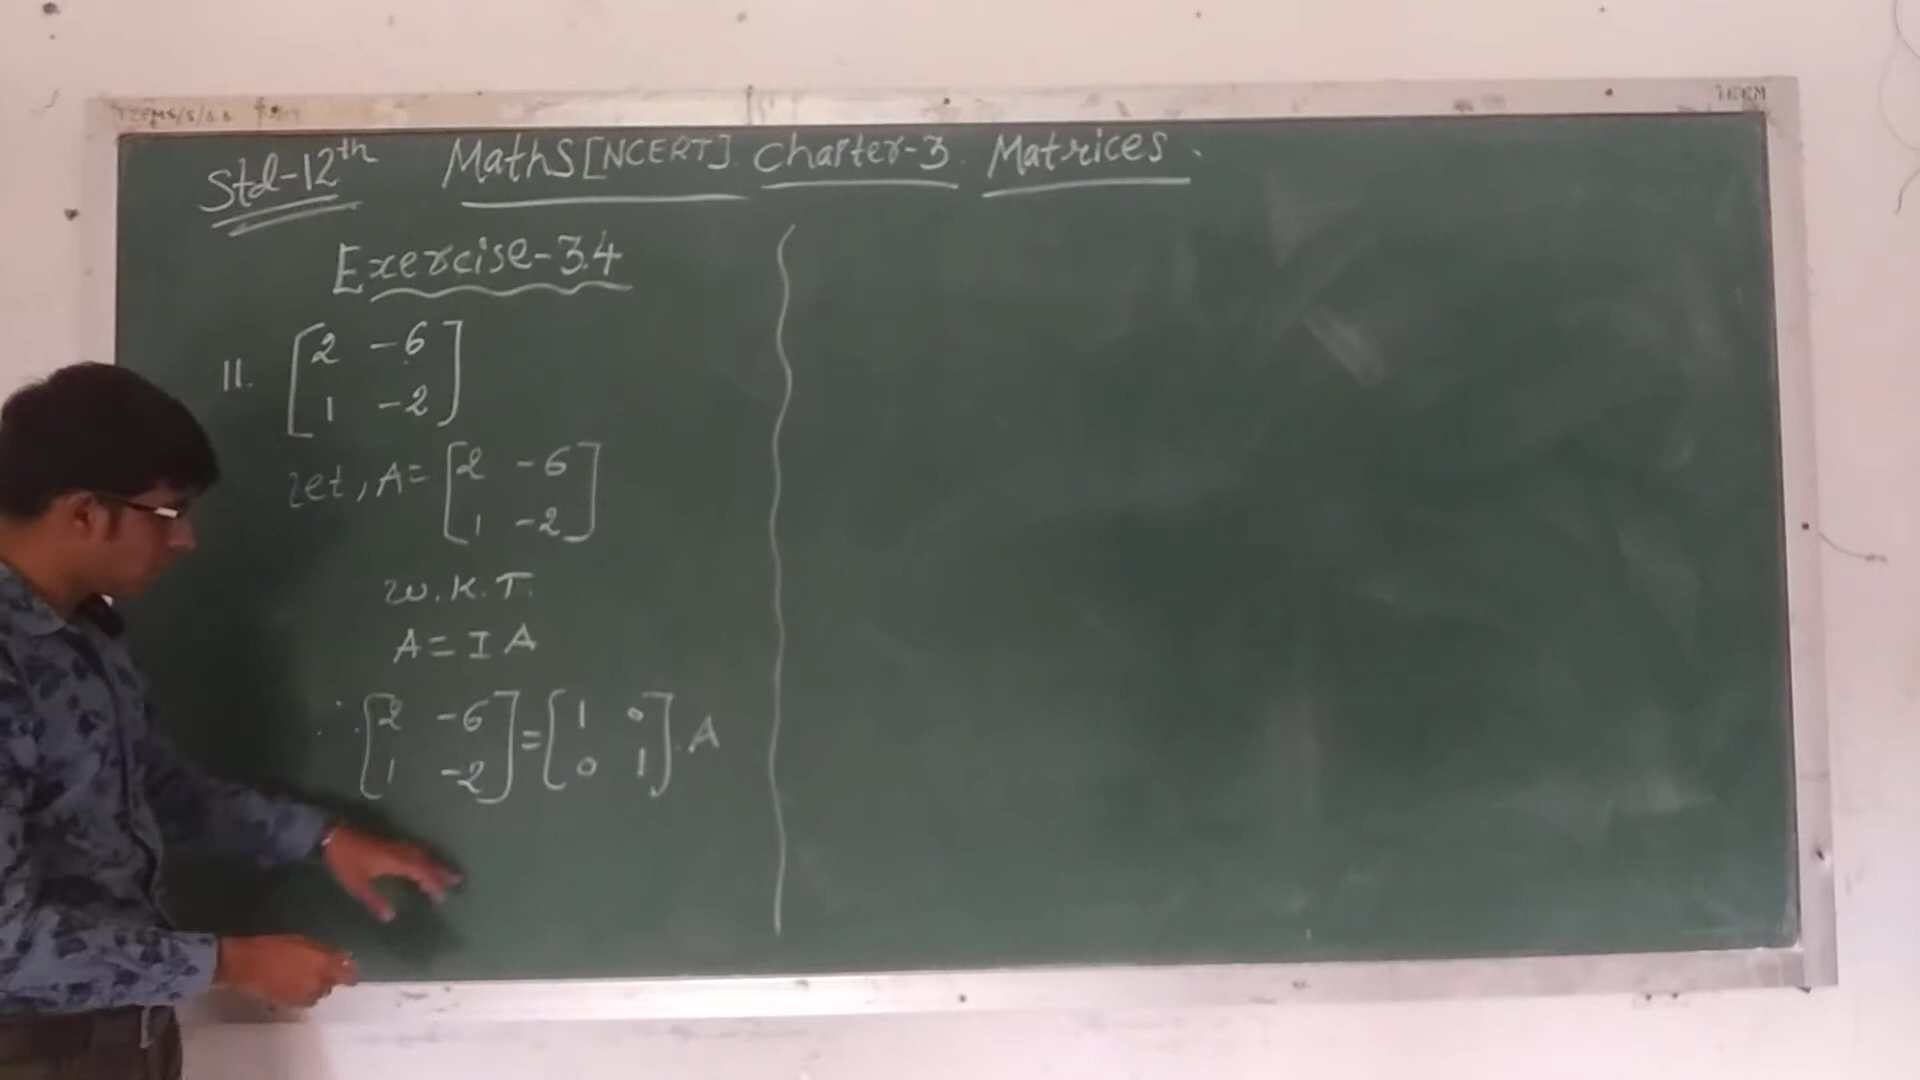 Std-12th Maths [NCERT]. Chapter-3. Matrices.
Exercise-3.4
11. [2 -6]
[1 -2]
Let, A= [2 -6]
[1 -2]
W.K.T.
A=IA
∴ [2 -6] = [1 0] . A
[1 -2] [0 1]